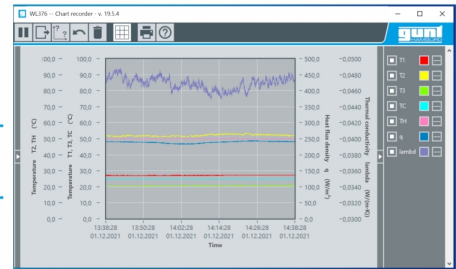 WL376 -- Chart recorder - v. 19.5.4
gunt
100,0
90,0
80,0
70,0
60,0
50,0
40,0
30,0
20,0
10,0
0,0
Temperature T2, TH (°C)
100,0
90,0
80,0
70,0
60,0
50,0
40,0
30,0
20,0
10,0
0,0
Temperature T1, T3, TC (°C)
500,0
450,0
400,0
350,0
300,0
250,0
200,0
150,0
100,0
50,0
0,0
Heat flux density q (W/m²)
0,0500
0,0480
0,0460
0,0440
0,0420
0,0400
0,0380
0,0360
0,0340
0,0320
0,0300
Thermal conductivity lambda (W/(m·K))
13:38:28 13:50:28 14:02:28 14:14:28 14:26:28 14:38:28
01.12.2021 01.12.2021 01.12.2021 01.12.2021 01.12.2021 01.12.2021
Time
T1
T2
T3
TC
TH
q
lambd